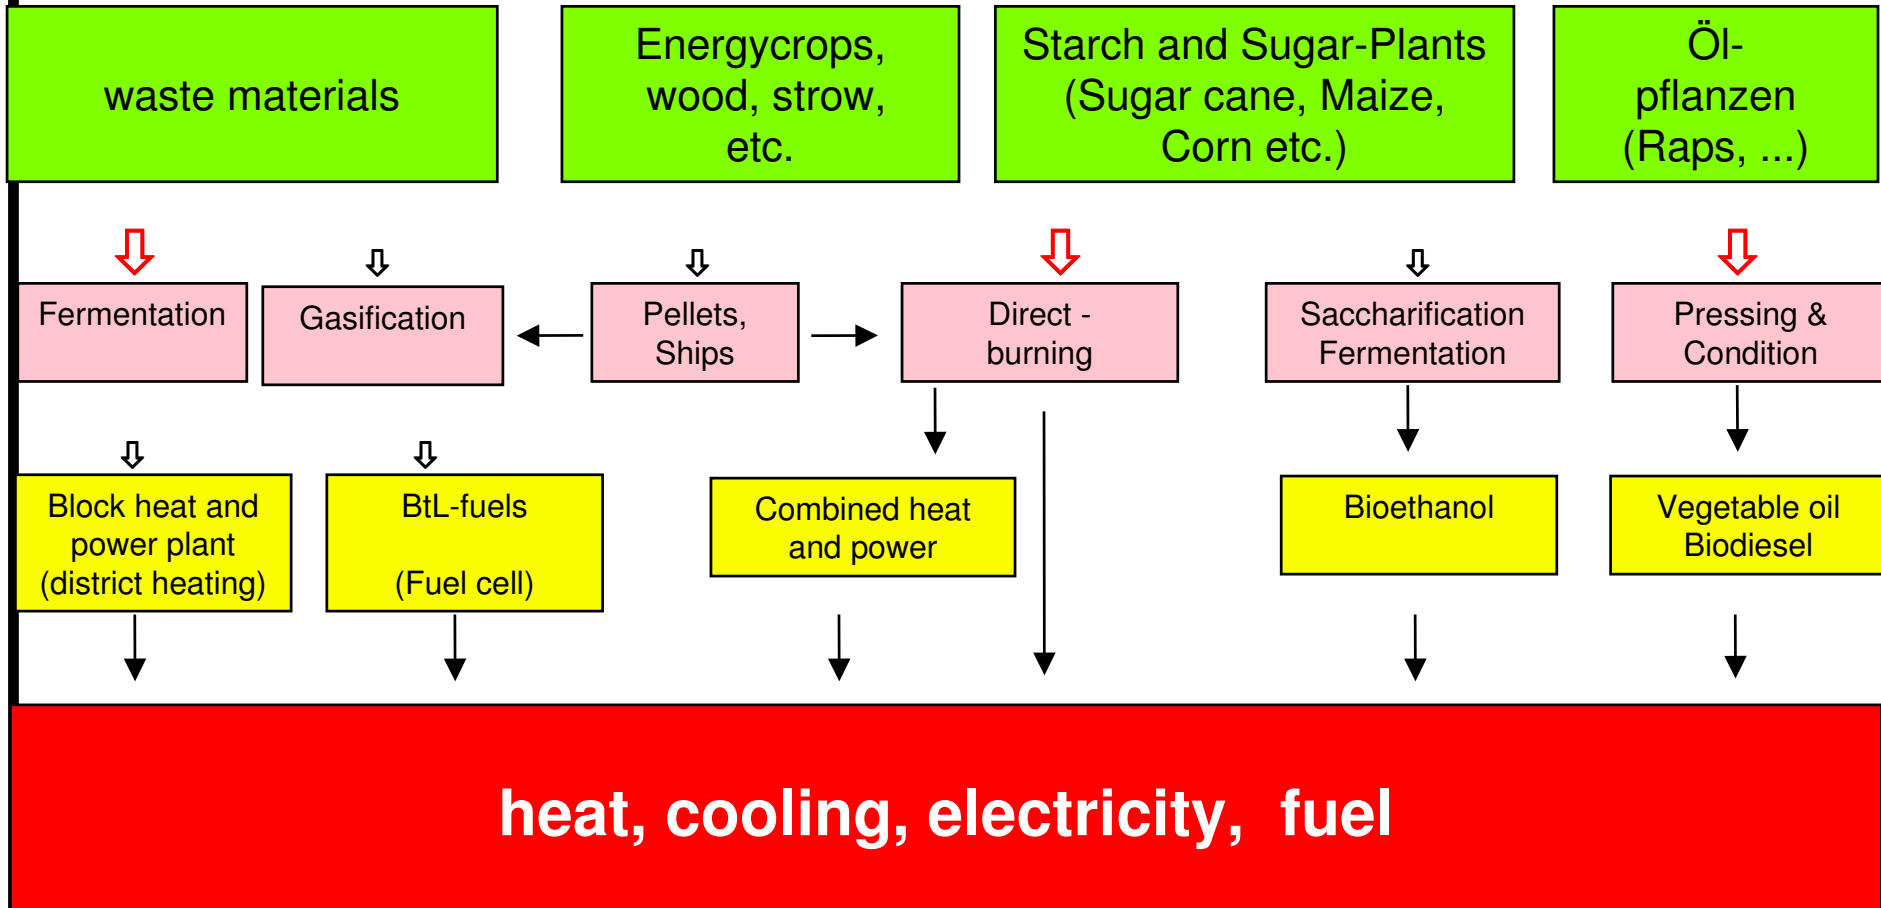 waste materials
Energycrops,
wood, strow,
etc.
Starch and Sugar-Plants
(Sugar cane, Maize,
Corn etc.)
Öl-
pflanzen
(Raps, ...)
Fermentation
Gasification
Pellets,
Ships
Direct -
burning
Saccharification
Fermentation
Pressing &
Condition
Block heat and
power plant
(district heating)
BtL-fuels
(Fuel cell)
Combined heat
and power
Bioethanol
Vegetable oil
Biodiesel
heat, cooling, electricity,  fuel